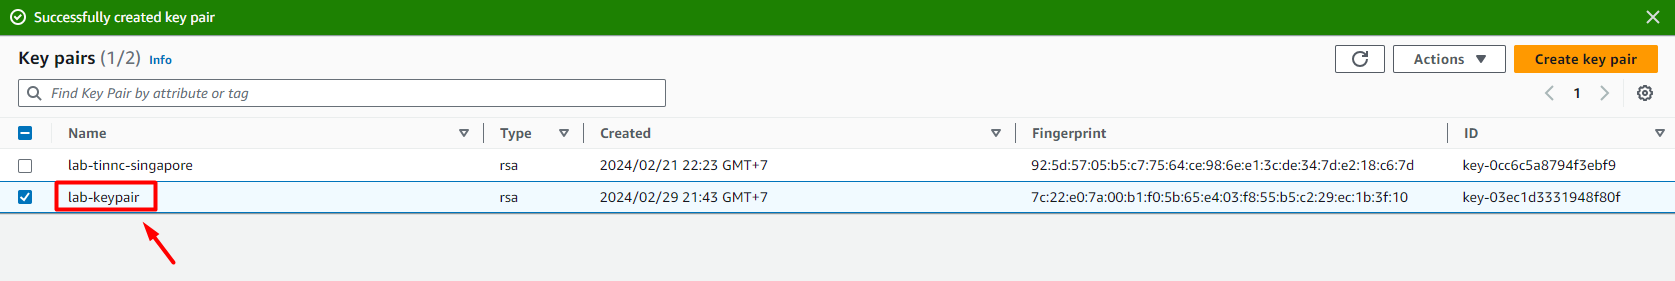 Successfully created key pair
Key pairs (1/2) Info
Actions
Create key pair
Find Key Pair by attribute or tag
1
Name Type Created Fingerprint ID
lab-tinnc-singapore rsa 2024/02/21 22:23 GMT+7 92:5d:57:05:b5:c7:75:64:ce:98:6e:e1:3c:de:34:7d:e2:18:c6:7d key-0cc6c5a8794f3ebf9
lab-keypair rsa 2024/02/29 21:43 GMT+7 7c:22:e0:7a:00:b1:f0:5b:65:e4:03:f8:55:b5:c2:29:ec:1b:3f:10 key-03ec1d3331948f80f